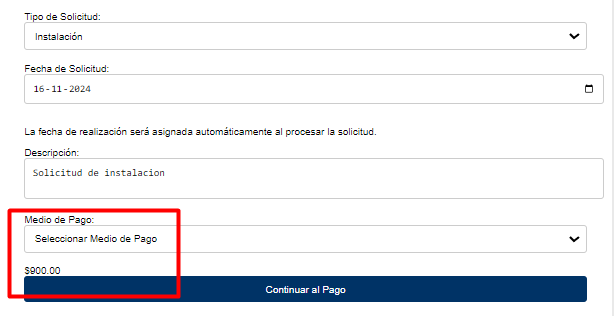 Tipo de Solicitud:
Instalación
Fecha de Solicitud:
16-11-2024
La fecha de realización será asignada automáticamente al procesar la solicitud.
Descripción:
Solicitud de instalacion
Medio de Pago:
Seleccionar Medio de Pago
$900.00
Continuar al Pago